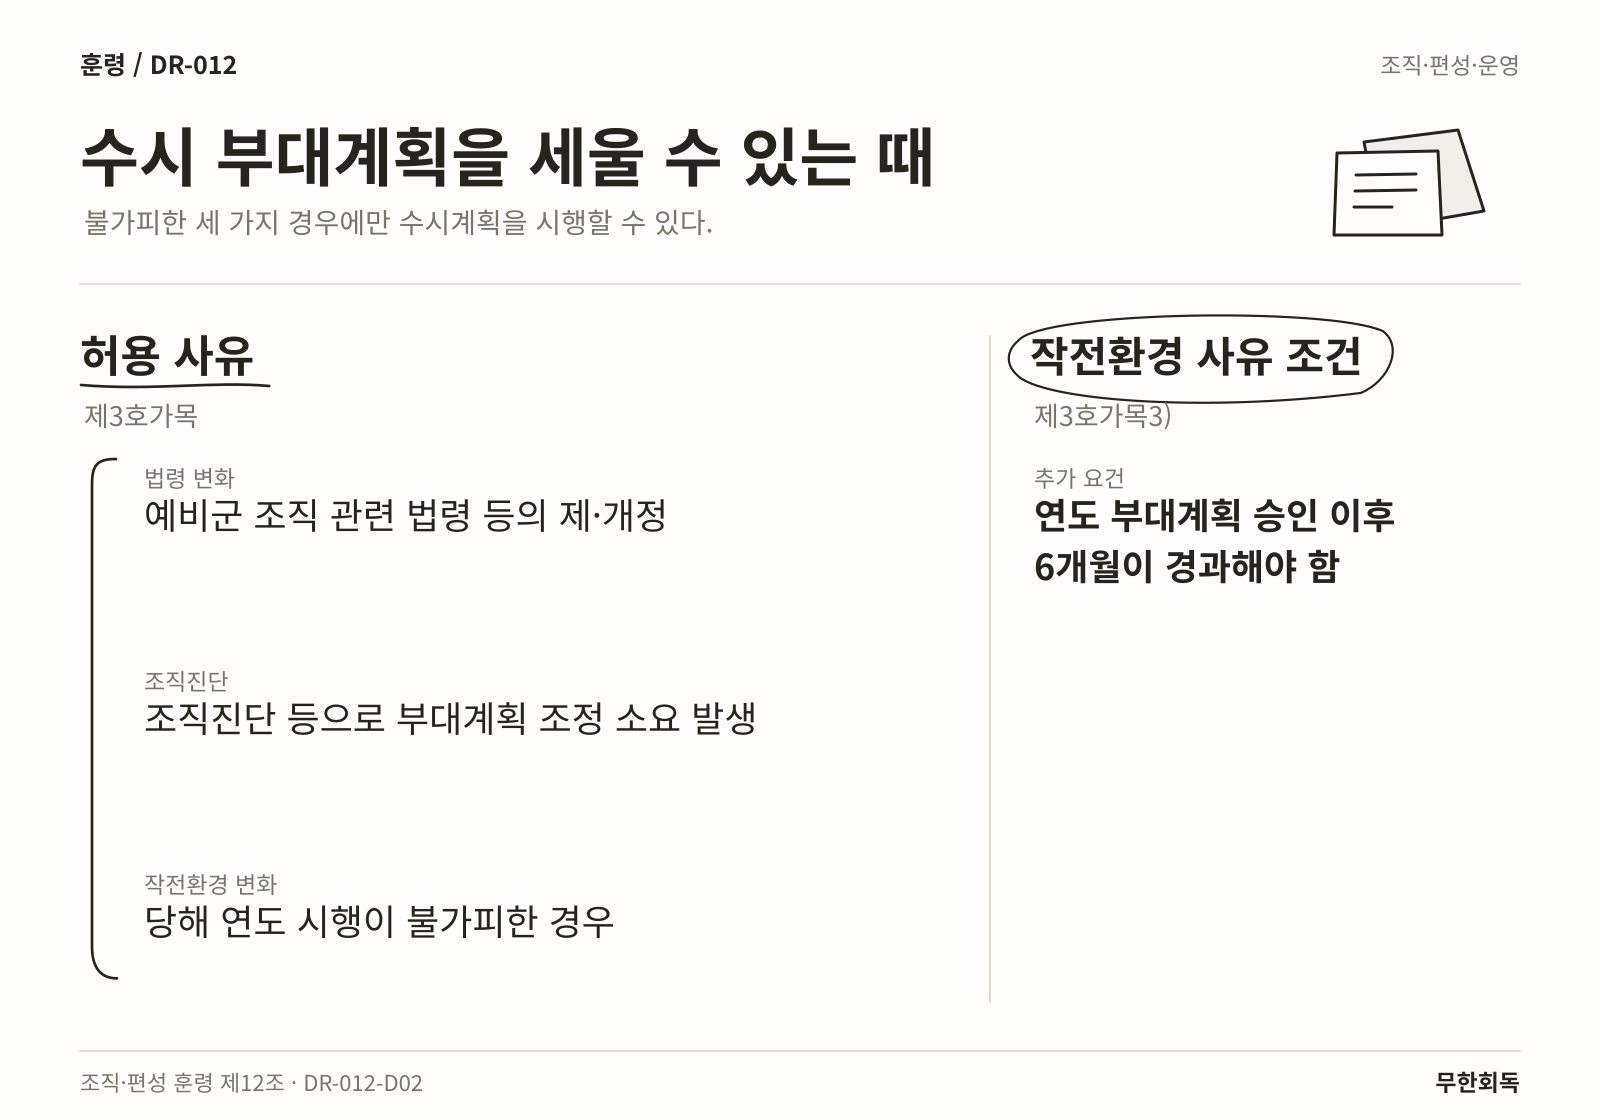 훈령 / DR-012
조직·편성·운영
수시 부대계획을 세울 수 있는 때
불가피한 세 가지 경우에만 수시계획을 시행할 수 있다.
허용 사유
제3호가목
법령 변화
예비군 조직 관련 법령 등의 제·개정
조직진단
조직진단 등으로 부대계획 조정 소요 발생
작전환경 변화
당해 연도 시행이 불가피한 경우
작전환경 사유 조건
제3호가목3)
추가 요건
연도 부대계획 승인 이후
6개월이 경과해야 함
조직·편성 훈령 제12조 · DR-012-D02
무한회독